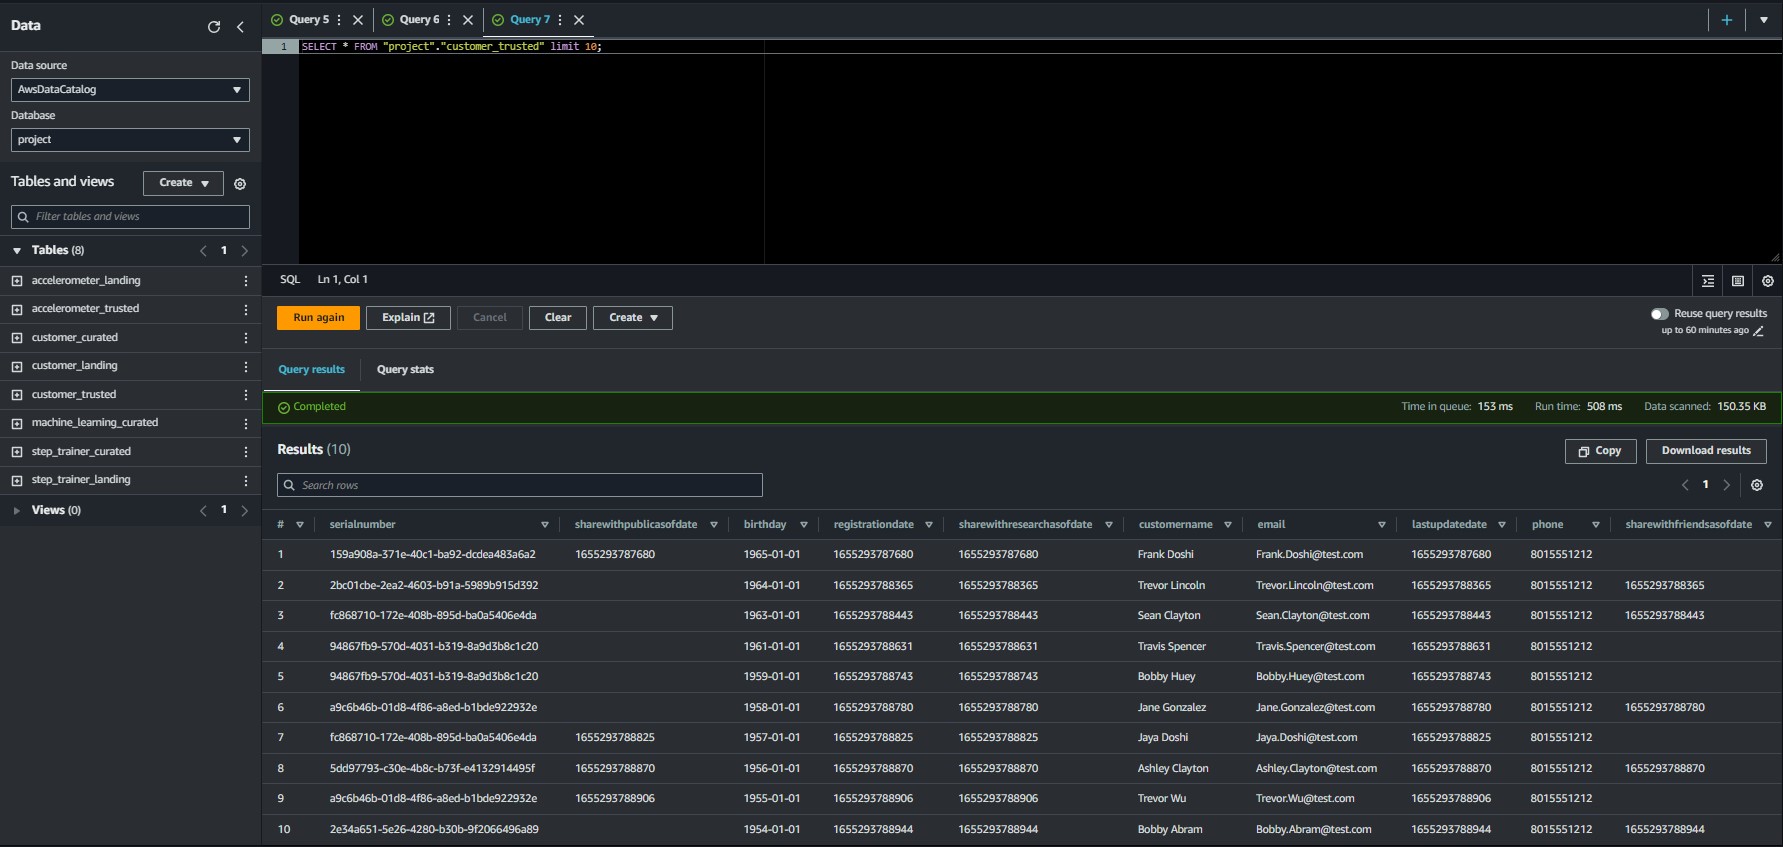 Data
Data source
AwsDataCatalog
Database
project
Tables and views
Create
Filter tables and views
Tables (8)
1
accelerometer_landing
accelerometer_trusted
customer_curated
customer_landing
customer_trusted
machine_learning_curated
step_trainer_curated
step_trainer_landing
Views (0)
1
Query 5
Query 6
Query 7
1 SELECT * FROM "project"."customer_trusted" limit 10;
SQL Ln 1, Col 1
Run again Explain Cancel Clear Create
Reuse query results
up to 60 minutes ago
Query results Query stats
Completed Time in queue: 153 ms Run time: 508 ms Data scanned: 150.35 KB
Results (10) Copy Download results
Search rows 1
# serialnumber sharewithpublicasofdate birthday registrationdate sharewithresearchasofdate customername email lastupdatedate phone sharewithfriendsasofdate
1 159a908a-371e-40c1-ba92-dcdea483a6a2 1655293787680 1965-01-01 1655293787680 1655293787680 Frank Doshi Frank.Doshi@test.com 1655293787680 8015551212
2 2bc01cbe-2ea2-4603-b91a-5989b915d392 1964-01-01 1655293788365 1655293788365 Trevor Lincoln Trevor.Lincoln@test.com 1655293788365 8015551212 1655293788365
3 fc868710-172e-408b-895d-ba0a5406e4da 1963-01-01 1655293788443 1655293788443 Sean Clayton Sean.Clayton@test.com 1655293788443 8015551212 1655293788443
4 94867fb9-570d-4031-b319-8a9d3b8c1c20 1961-01-01 1655293788631 1655293788631 Travis Spencer Travis.Spencer@test.com 1655293788631 8015551212
5 94867fb9-570d-4031-b319-8a9d3b8c1c20 1959-01-01 1655293788743 1655293788743 Bobby Huey Bobby.Huey@test.com 1655293788743 8015551212
6 a9c6b46b-01d8-4f86-a8ed-b1bde922932e 1958-01-01 1655293788780 1655293788780 Jane Gonzalez Jane.Gonzalez@test.com 1655293788780 8015551212 1655293788780
7 fc868710-172e-408b-895d-ba0a5406e4da 1655293788825 1957-01-01 1655293788825 1655293788825 Jaya Doshi Jaya.Doshi@test.com 1655293788825 8015551212
8 5dd97793-c30e-4b8c-b73f-e4132914495f 1655293788870 1956-01-01 1655293788870 1655293788870 Ashley Clayton Ashley.Clayton@test.com 1655293788870 8015551212 1655293788870
9 a9c6b46b-01d8-4f86-a8ed-b1bde922932e 1655293788906 1955-01-01 1655293788906 1655293788906 Trevor Wu Trevor.Wu@test.com 1655293788906 8015551212
10 2e34a651-5e26-4280-b30b-9f2066496a89 1954-01-01 1655293788944 1655293788944 Bobby Abram Bobby.Abram@test.com 1655293788944 8015551212 1655293788944